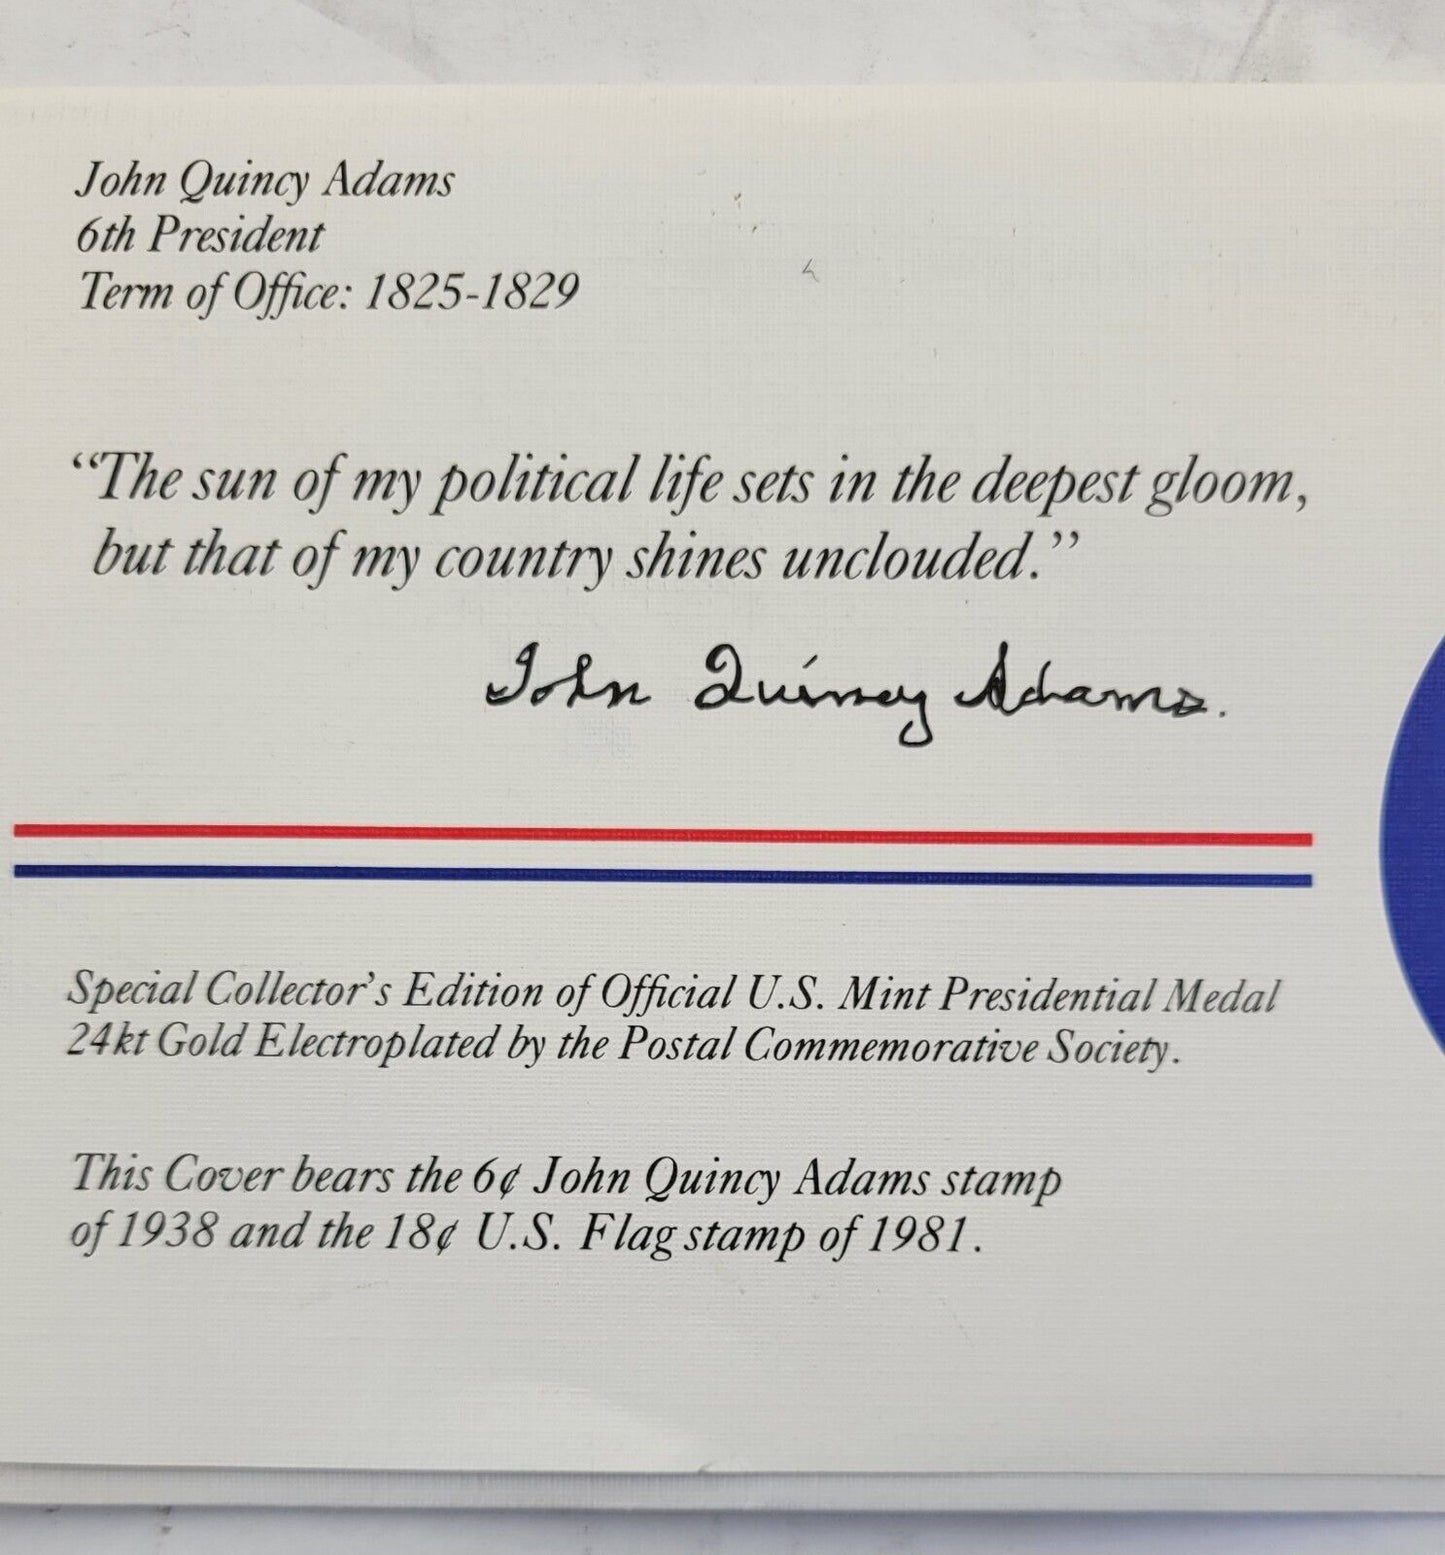 John Quincy Adams
6th President
Term of Office: 1825-1829
“The sun of my political life sets in the deepest gloom,
but that of my country shines unclouded.”
John Quincy Adams.
Special Collector's Edition of Official U.S. Mint Presidential Medal
24kt Gold Electroplated by the Postal Commemorative Society.
This Cover bears the 6¢ John Quincy Adams stamp
of 1938 and the 18¢ U.S. Flag stamp of 1981.